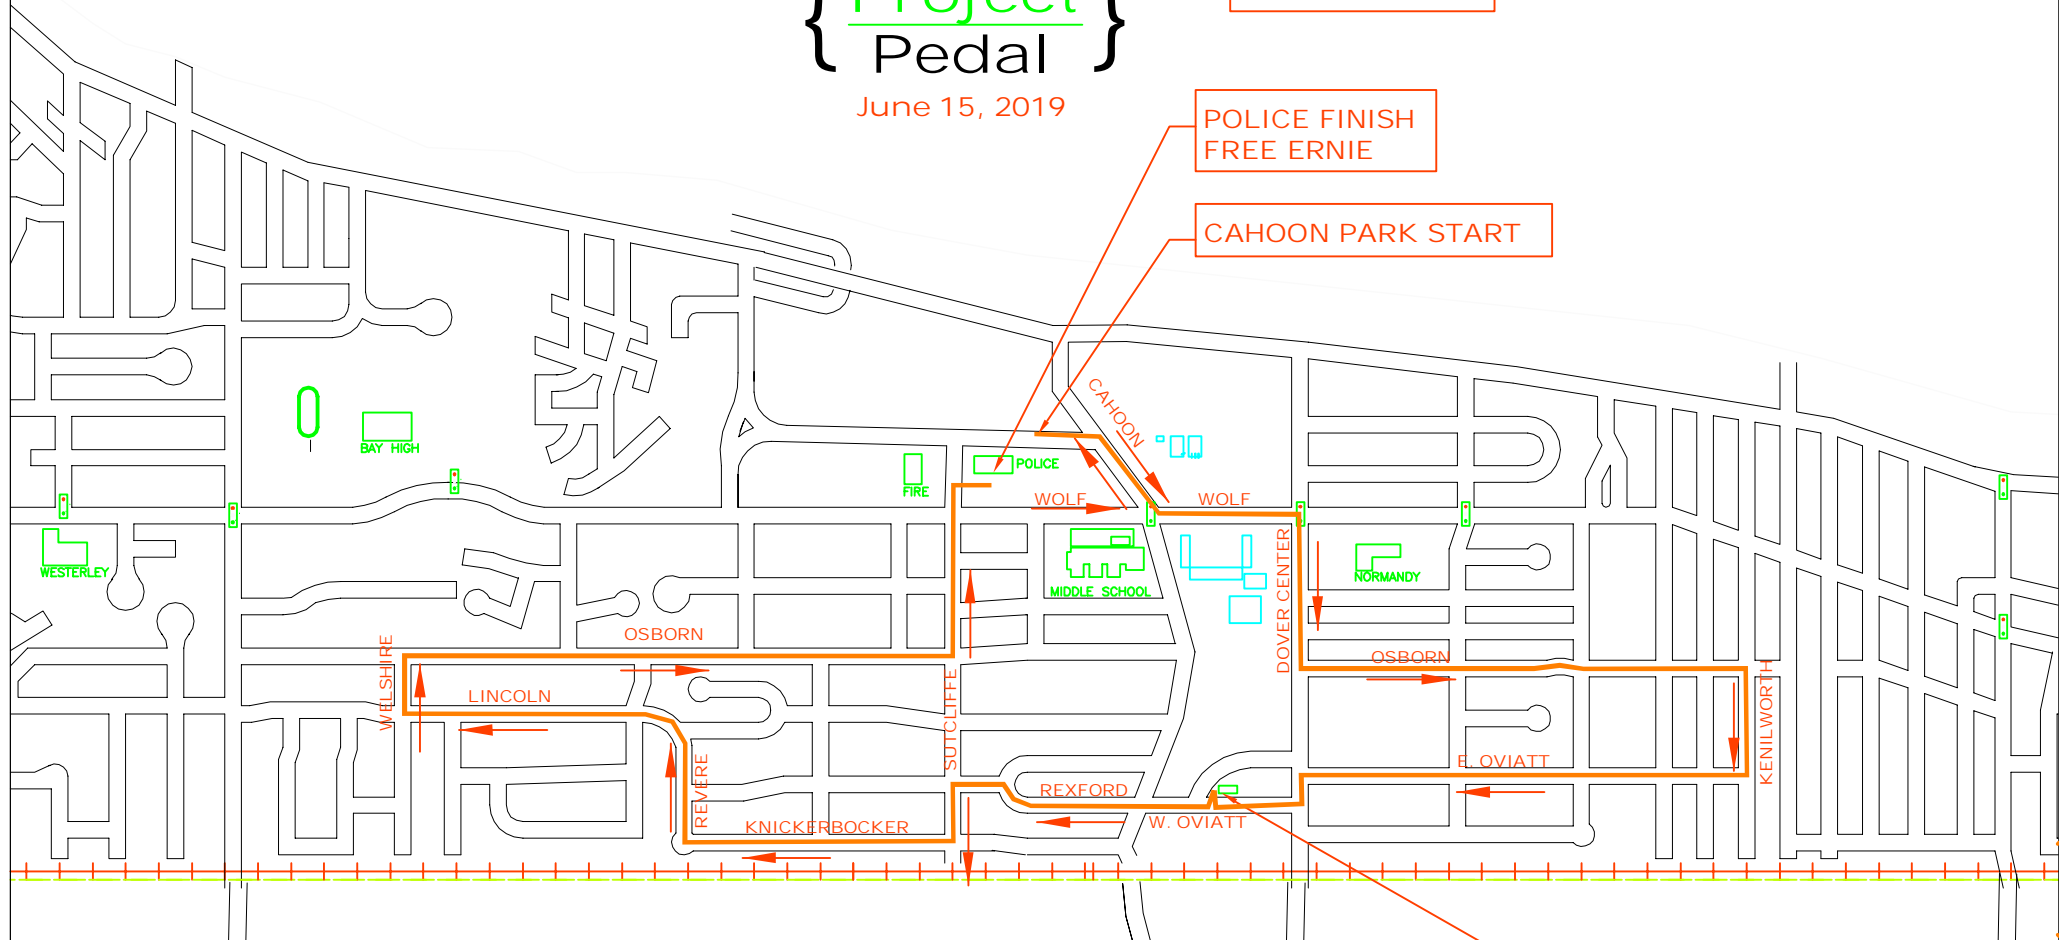 Project
Pedal
June 15, 2019
POLICE FINISH
FREE ERNIE
CAHOON PARK START
CAHOON
BAY HIGH
POLICE
FIRE
WOLF
WOLF
WESTERLEY
MIDDLE SCHOOL
NORMANDY
DOVER CENTER
OSBORN
OSBORN
WELSHIRE
LINCOLN
SUTCLIFFE
KENILWORTH
REVERE
E. OVIATT
REXFORD
W. OVIATT
KNICKERBOCKER